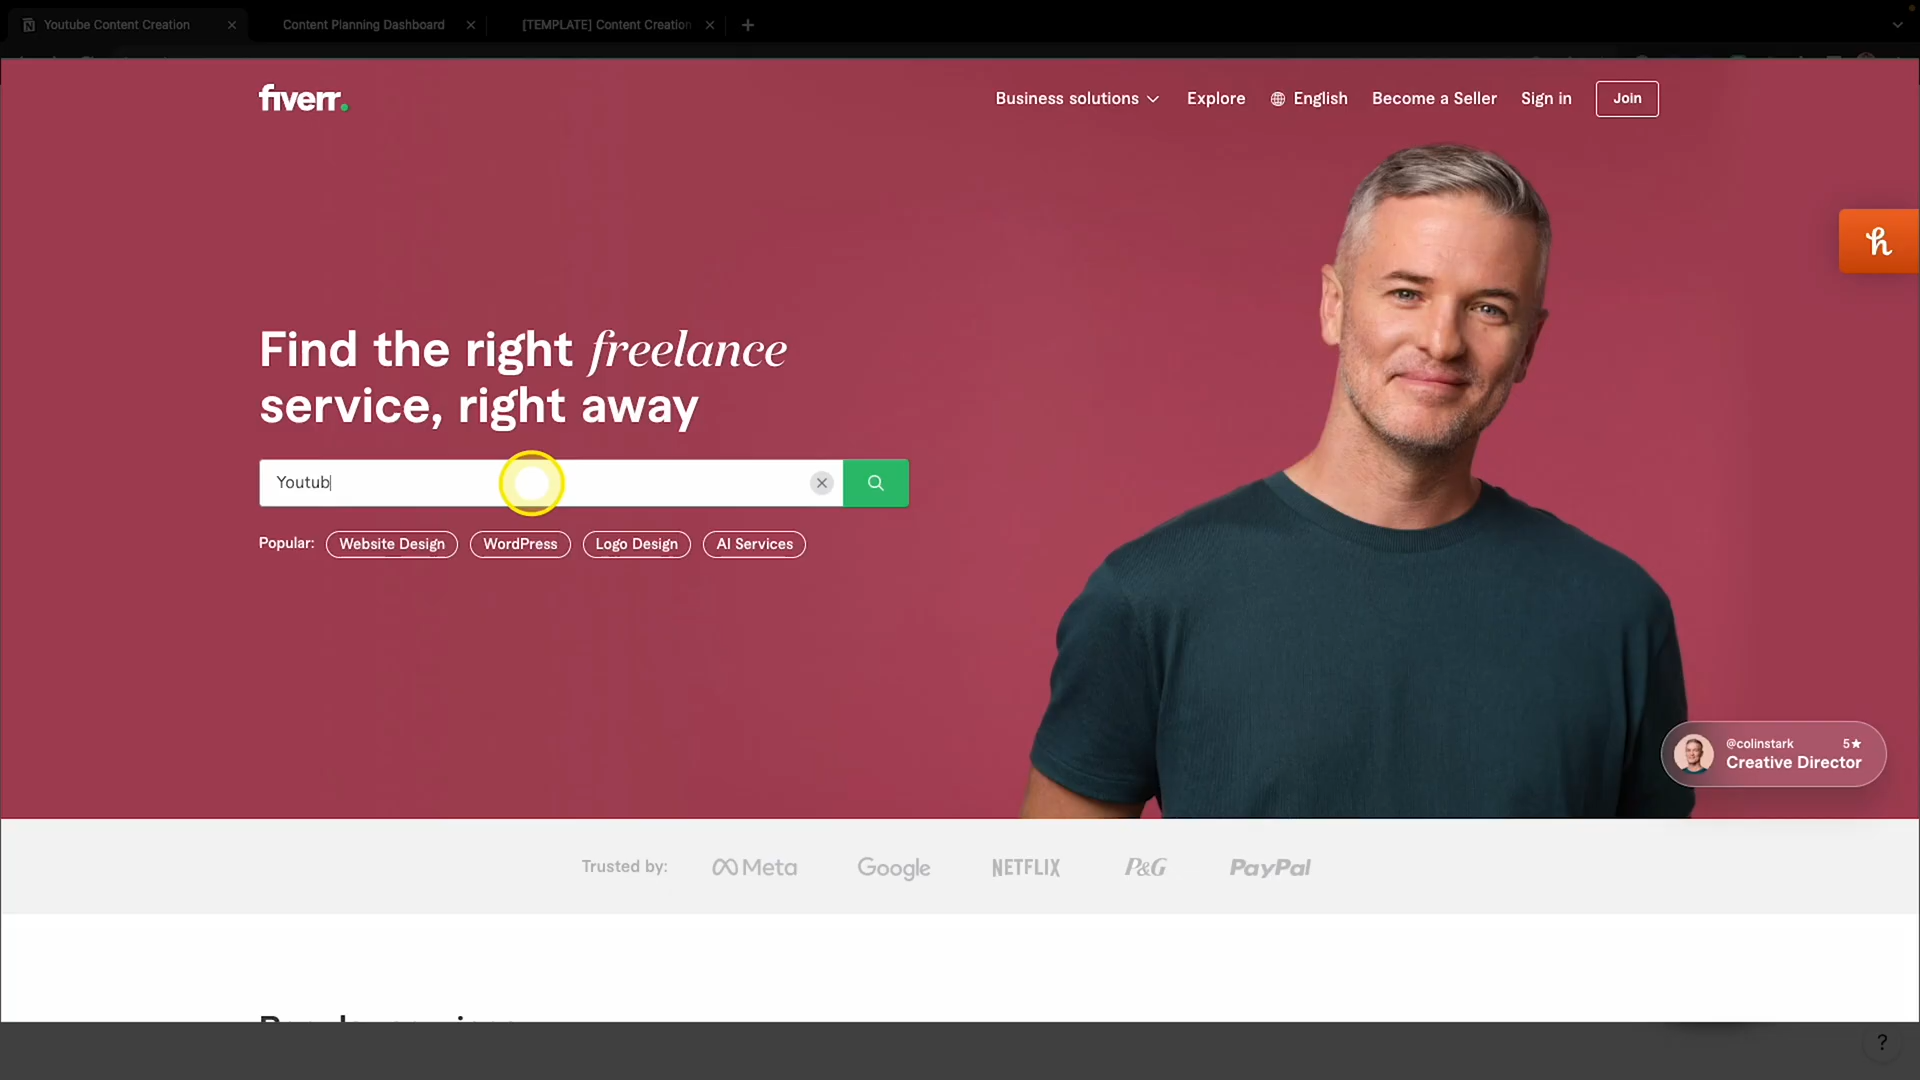 Youtube Content Creation
Content Planning Dashboard
[TEMPLATE] Content Creation
fiverr.
Business solutions
Explore
English
Become a Seller
Sign in
Join
Find the right freelance
service, right away
Youtub
Popular:
Website Design
WordPress
Logo Design
AI Services
@colinstark 5★
Creative Director
Trusted by:
Meta
Google
NETFLIX
P&G
PayPal
?